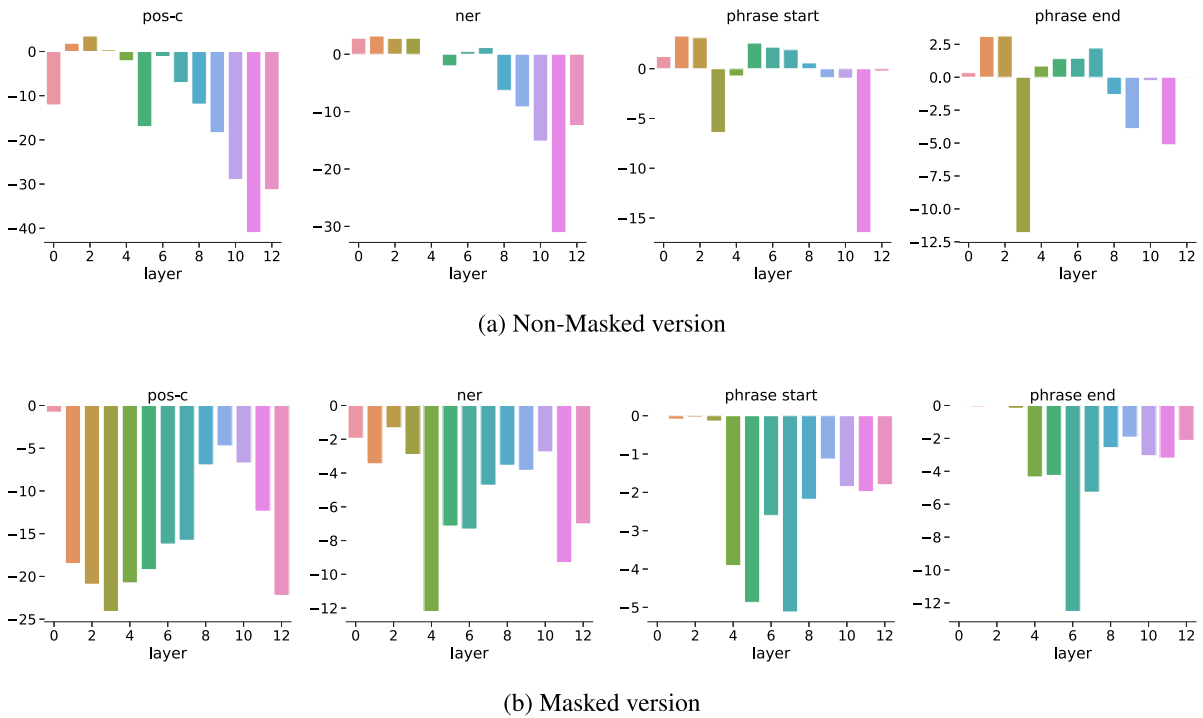 pos-c ner phrase start phrase end
0 −10 −20 −30 −40
0 2 4 6 8 10 12
layer
0 −10 −20 −30
0 2 4 6 8 10 12
layer
0 −5 −10 −15
0 2 4 6 8 10 12
layer
2.5 0.0 −2.5 −5.0 −7.5 −10.0 −12.5
0 2 4 6 8 10 12
layer
(a) Non-Masked version
pos-c ner phrase start phrase end
0 −5 −10 −15 −20 −25
0 2 4 6 8 10 12
layer
0 −2 −4 −6 −8 −10 −12
0 2 4 6 8 10 12
layer
0 −1 −2 −3 −4 −5
0 2 4 6 8 10 12
layer
0 −2 −4 −6 −8 −10 −12
0 2 4 6 8 10 12
layer
(b) Masked version